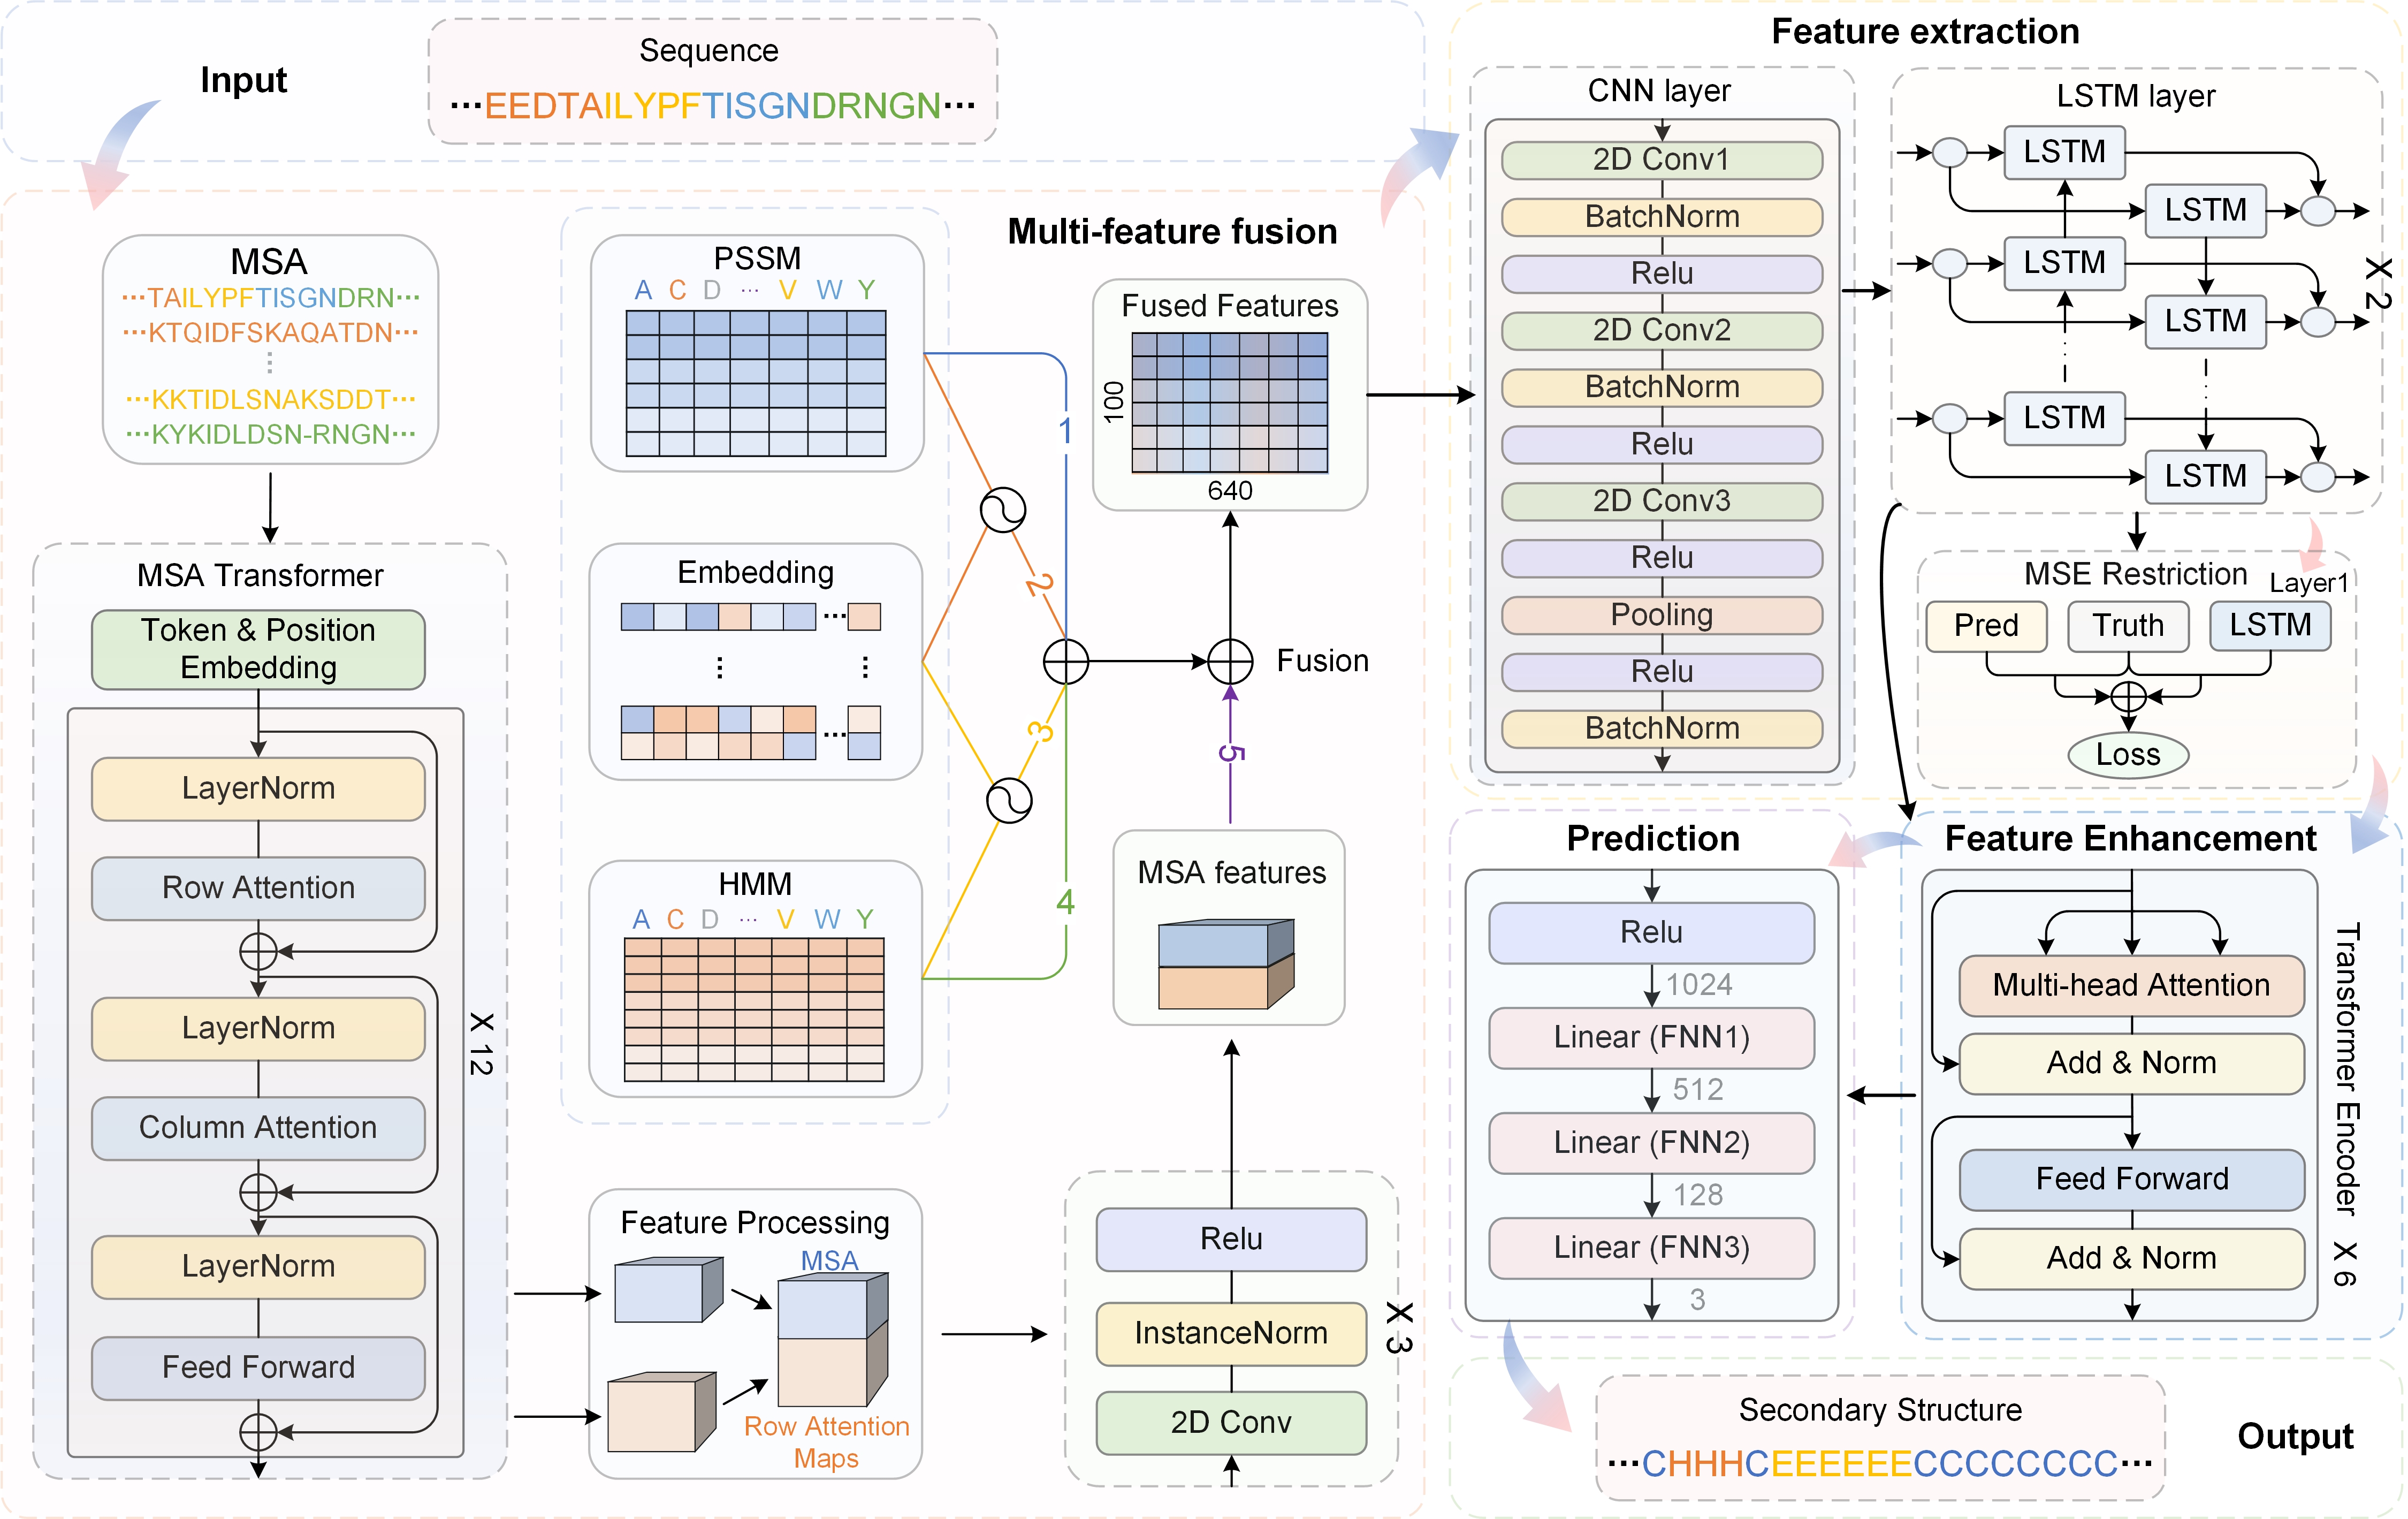 Input
Sequence
···EEDTAILYPFTISGNDRNGN···
MSA
···TAILYPFTISGNDRN···
···KTQIDFSKAQATDN···
⋮
···KKTIDLSNAKSDDT···
···KYKIDLDSN-RNGN···
MSA Transformer
Token & Position
Embedding
LayerNorm
Row Attention
LayerNorm
Column Attention
LayerNorm
Feed Forward
X 12
Multi-feature fusion
PSSM
A C D ··· V W Y
Embedding
···
⋮ ⋮
···
HMM
A C D ··· V W Y
1
2
3
4
5
Fusion
Fused Features
100
640
MSA features
Feature Processing
MSA
Row Attention
Maps
Relu
InstanceNorm
2D Conv
X 3
Feature extraction
CNN layer
2D Conv1
BatchNorm
Relu
2D Conv2
BatchNorm
Relu
2D Conv3
Relu
Pooling
Relu
BatchNorm
LSTM layer
LSTM
LSTM
LSTM
LSTM
LSTM
LSTM
X 2
MSE Restriction
Layer1
Pred Truth LSTM
Loss
Prediction
Relu
1024
Linear (FNN1)
512
Linear (FNN2)
128
Linear (FNN3)
3
Feature Enhancement
Multi-head Attention
Add & Norm
Feed Forward
Add & Norm
Transformer Encoder X 6
Secondary Structure
···CHHHCEEEEEECCCCCCCC···
Output